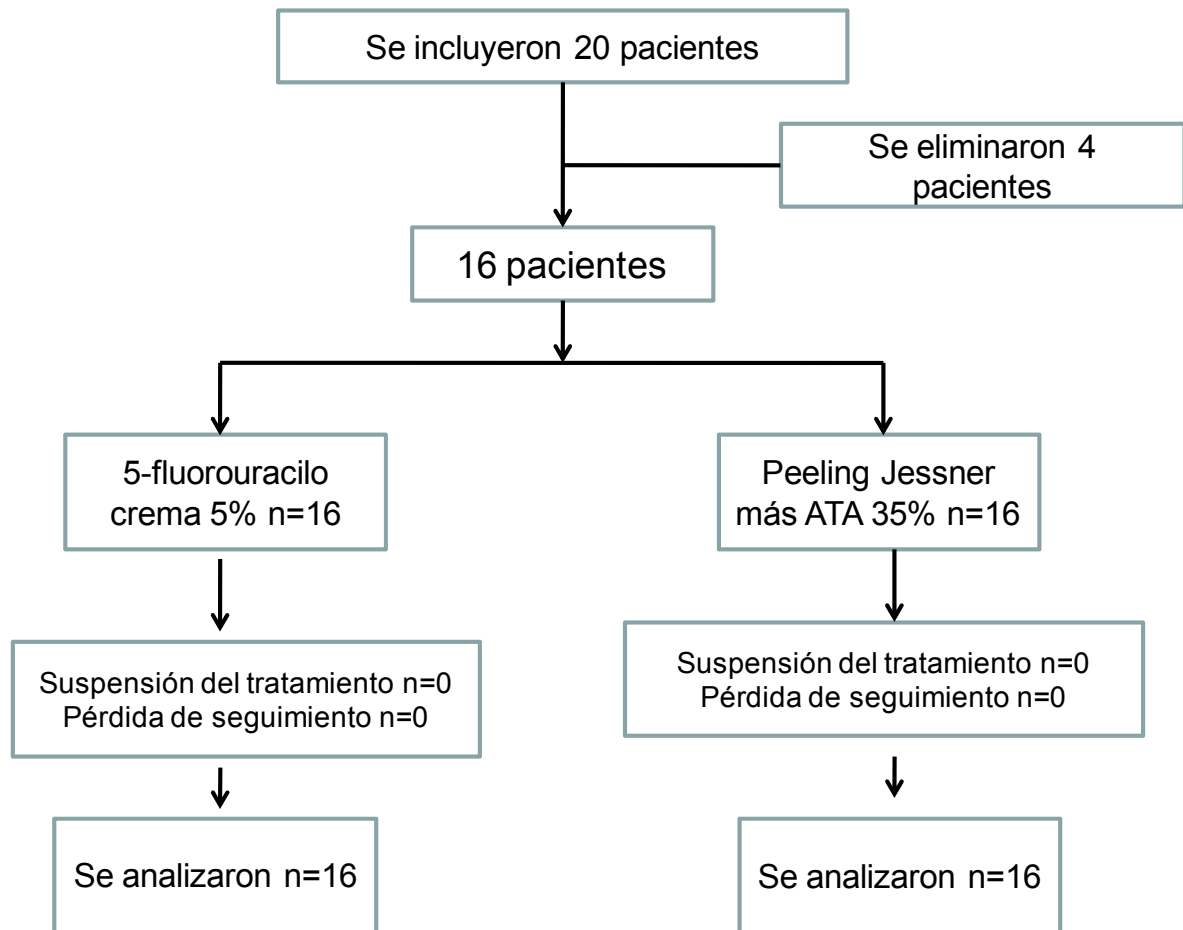 Se incluyeron 20 pacientes
Se eliminaron 4
pacientes
16 pacientes
5-fluorouracilo
crema 5% n=16
Peeling Jessner
más ATA 35% n=16
Suspensión del tratamiento n=0
Pérdida de seguimiento n=0
Suspensión del tratamiento n=0
Pérdida de seguimiento n=0
Se analizaron n=16
Se analizaron n=16